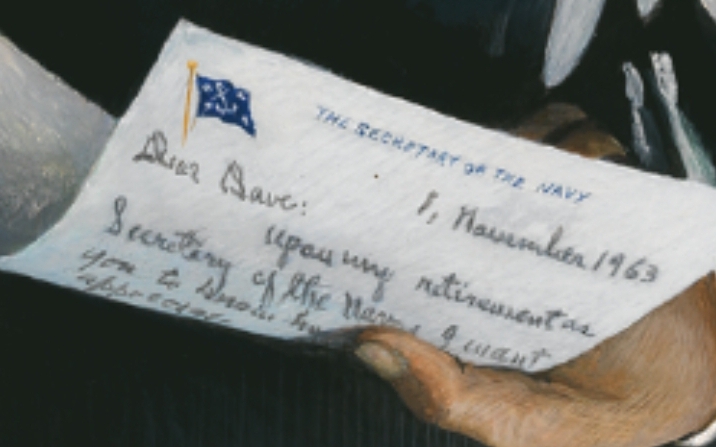 THE SECRETARY OF THE NAVY
1, November 1963
Dear Dave:
Upon my retirement as
Secretary of the Navy I want
you to know